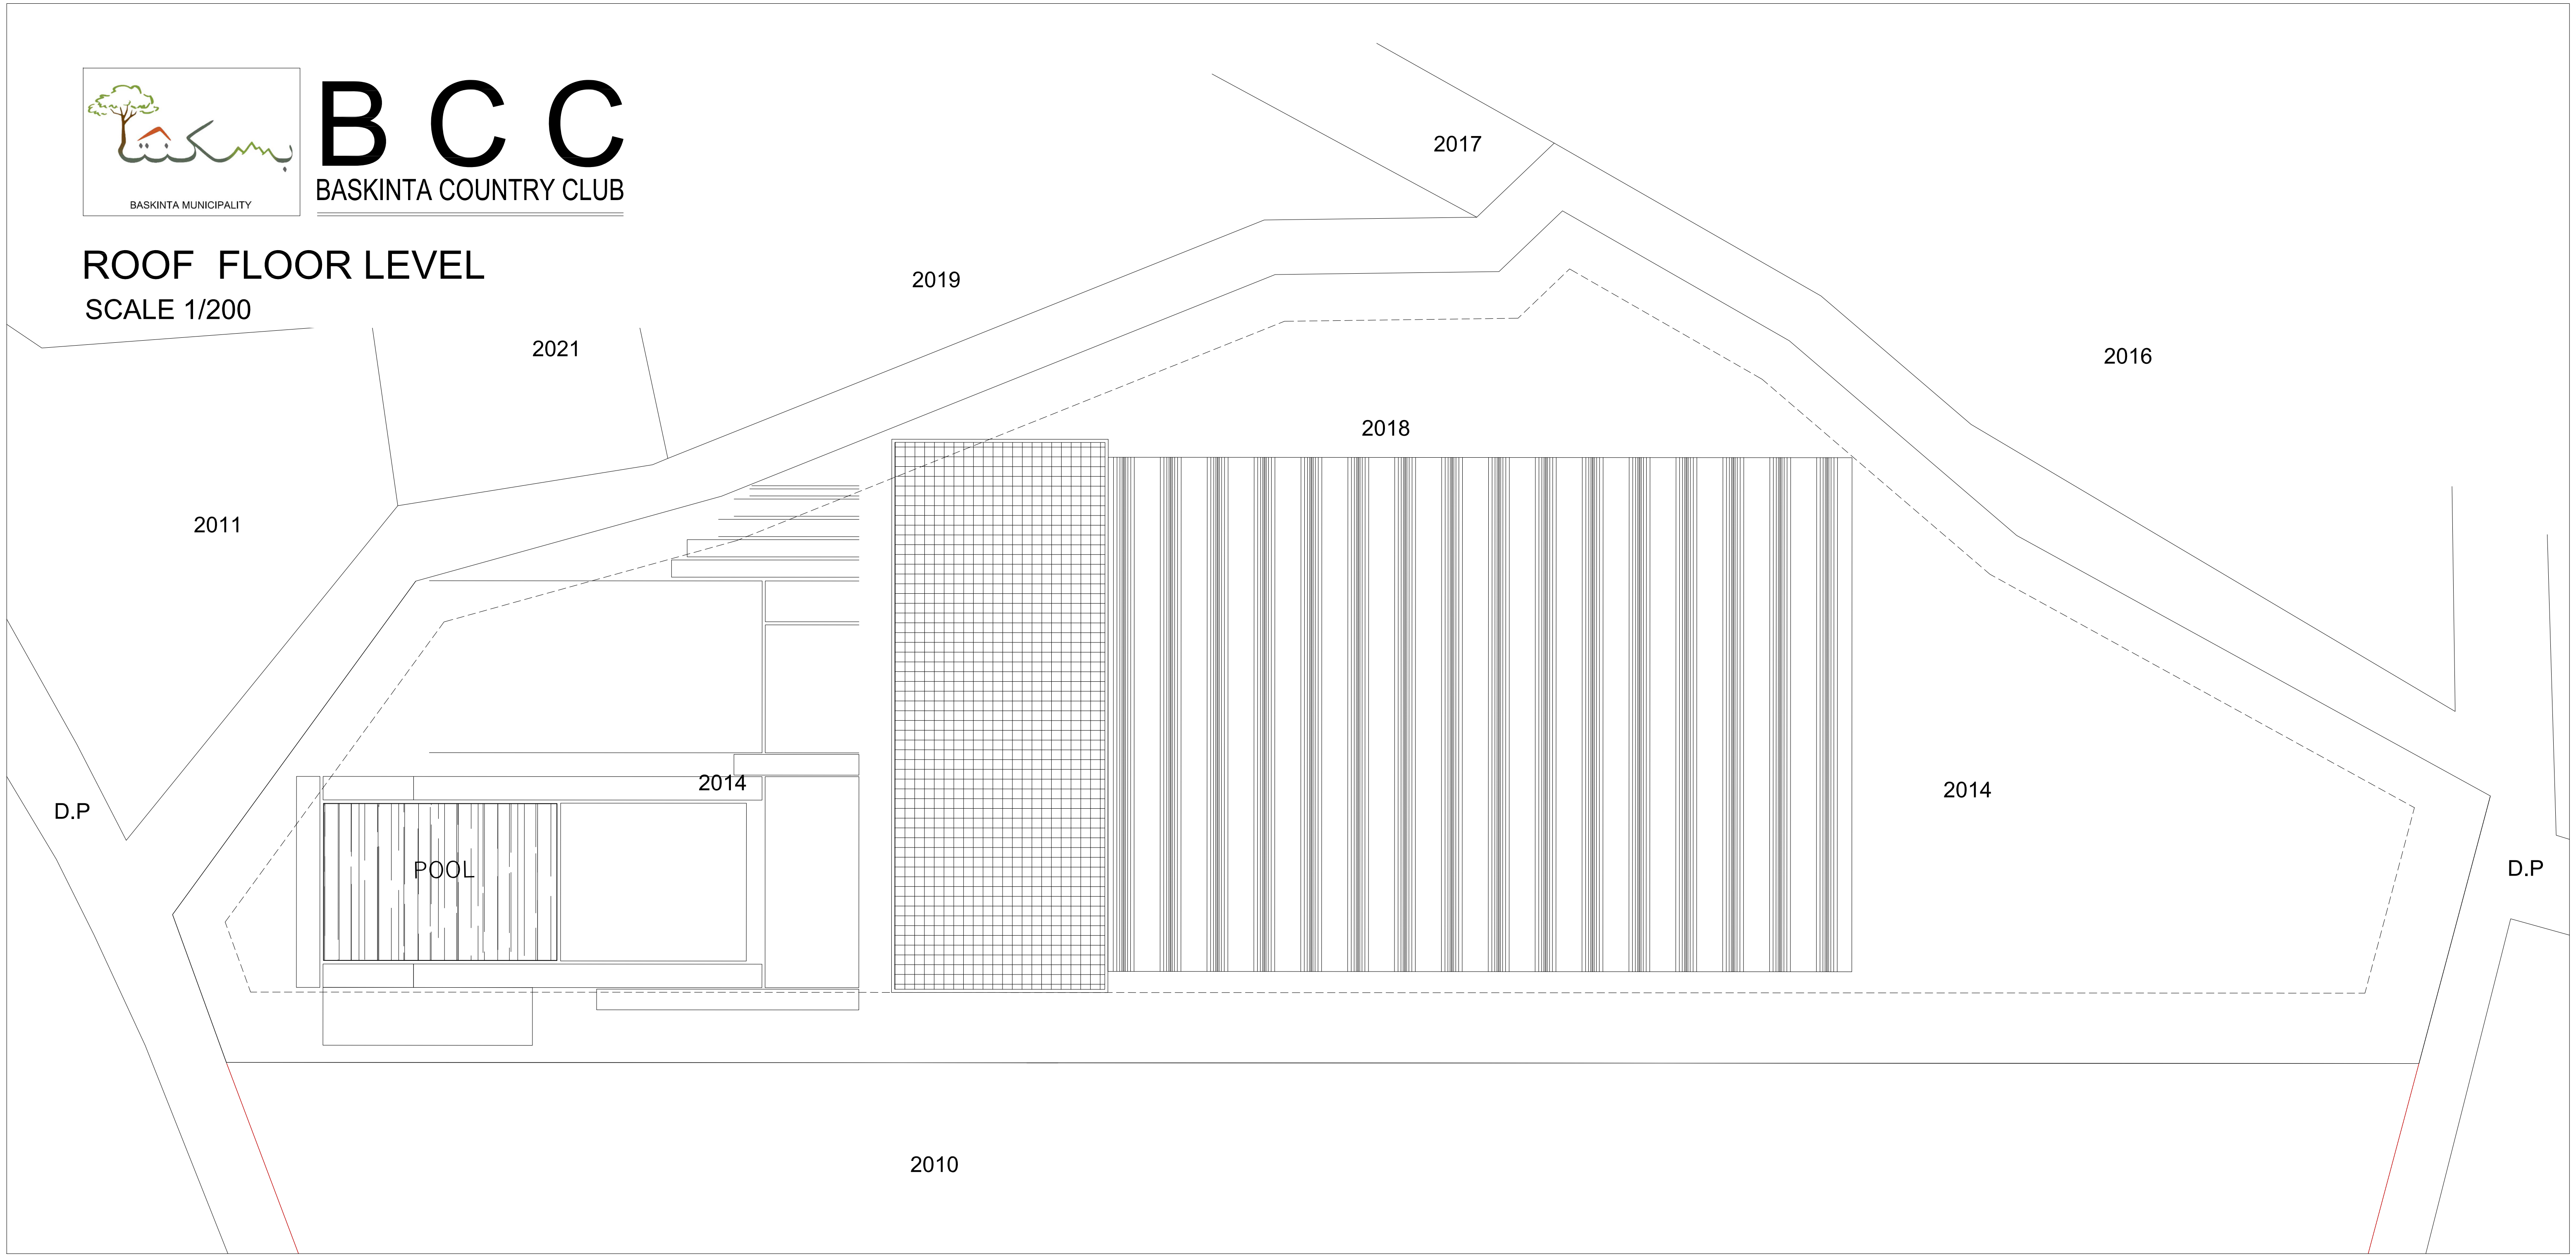 بسكنتا
BASKINTA MUNICIPALITY
B C C
BASKINTA COUNTRY CLUB
ROOF FLOOR LEVEL
SCALE 1/200
2017
2019
2021
2016
2018
2011
2014
2014
D.P
POOL
D.P
2010